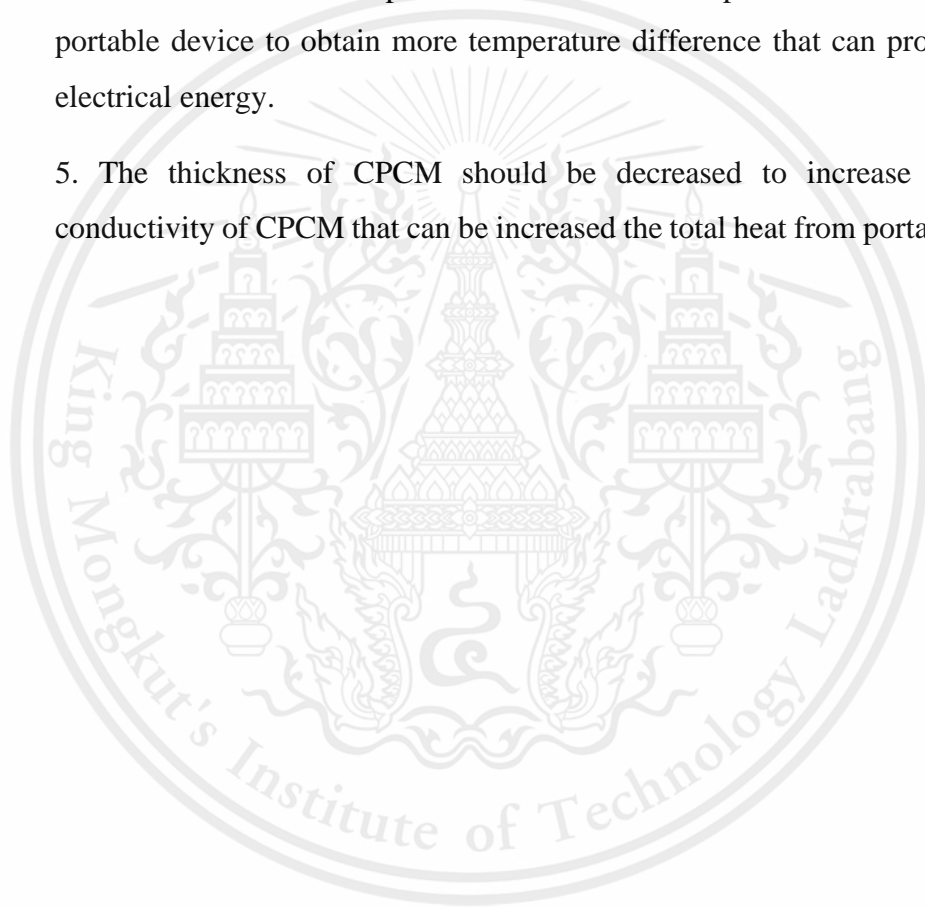 portable device to obtain more temperature difference that can
electrical energy.
5. The thickness of CPCM should be decreased to increase
conductivity of CPCM that can be increased the total heat from
King Mongkut's Institute of Technology Ladkrabang